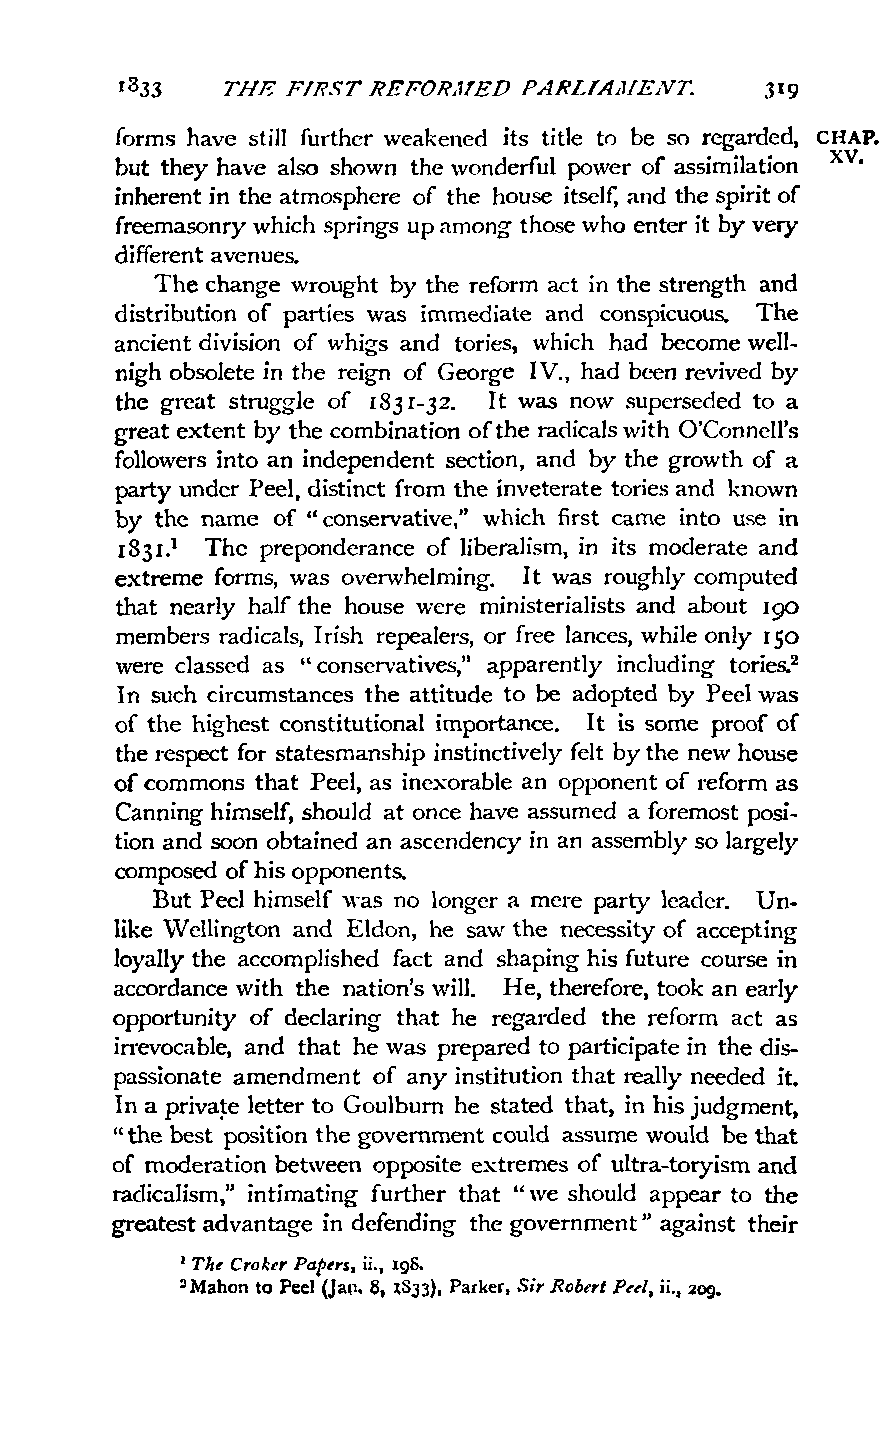 1833 THE FIRST REFORMED PARLIAMENT. 319
forms have still further weakened its title to be so regarded, CHAP.
but they have also shown the wonderful power of assimilation XV.
inherent in the atmosphere of the house itself, and the spirit of
freemasonry which springs up among those who enter it by very
different avenues.
The change wrought by the reform act in the strength and
distribution of parties was immediate and conspicuous. The
ancient division of whigs and tories, which had become well-
nigh obsolete in the reign of George IV., had been revived by
the great struggle of 1831-32. It was now superseded to a
great extent by the combination of the radicals with O'Connell's
followers into an independent section, and by the growth of a
party under Peel, distinct from the inveterate tories and known
by the name of "conservative," which first came into use in
1831.¹ The preponderance of liberalism, in its moderate and
extreme forms, was overwhelming. It was roughly computed
that nearly half the house were ministerialists and about 190
members radicals, Irish repealers, or free lances, while only 150
were classed as "conservatives," apparently including tories.²
In such circumstances the attitude to be adopted by Peel was
of the highest constitutional importance. It is some proof of
the respect for statesmanship instinctively felt by the new house
of commons that Peel, as inexorable an opponent of reform as
Canning himself, should at once have assumed a foremost posi-
tion and soon obtained an ascendency in an assembly so largely
composed of his opponents.
But Peel himself was no longer a mere party leader. Un-
like Wellington and Eldon, he saw the necessity of accepting
loyally the accomplished fact and shaping his future course in
accordance with the nation's will. He, therefore, took an early
opportunity of declaring that he regarded the reform act as
irrevocable, and that he was prepared to participate in the dis-
passionate amendment of any institution that really needed it.
In a private letter to Goulburn he stated that, in his judgment,
"the best position the government could assume would be that
of moderation between opposite extremes of ultra-toryism and
radicalism," intimating further that "we should appear to the
greatest advantage in defending the government" against their
¹ The Croker Papers, ii., 198.
² Mahon to Peel (Jan. 8, 1833), Parker, Sir Robert Peel, ii., 209.